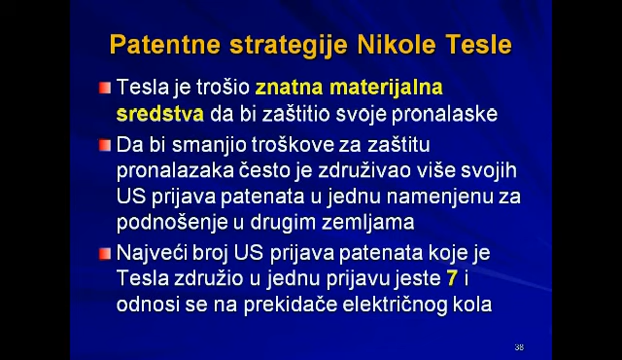 Patentne strategije Nikole Tesle
Tesla je trošio znatna materijalna
sredstva da bi zaštitio svoje pronalaske
Da bi smanjio troškove za zaštitu
pronalazaka često je združivao više svojih
US prijava patenata u jednu namenjenu za
podnošenje u drugim zemljama
Najveći broj US prijava patenata koje je
Tesla združio u jednu prijavu jeste 7 i
odnosi se na prekidače električnog kola
38